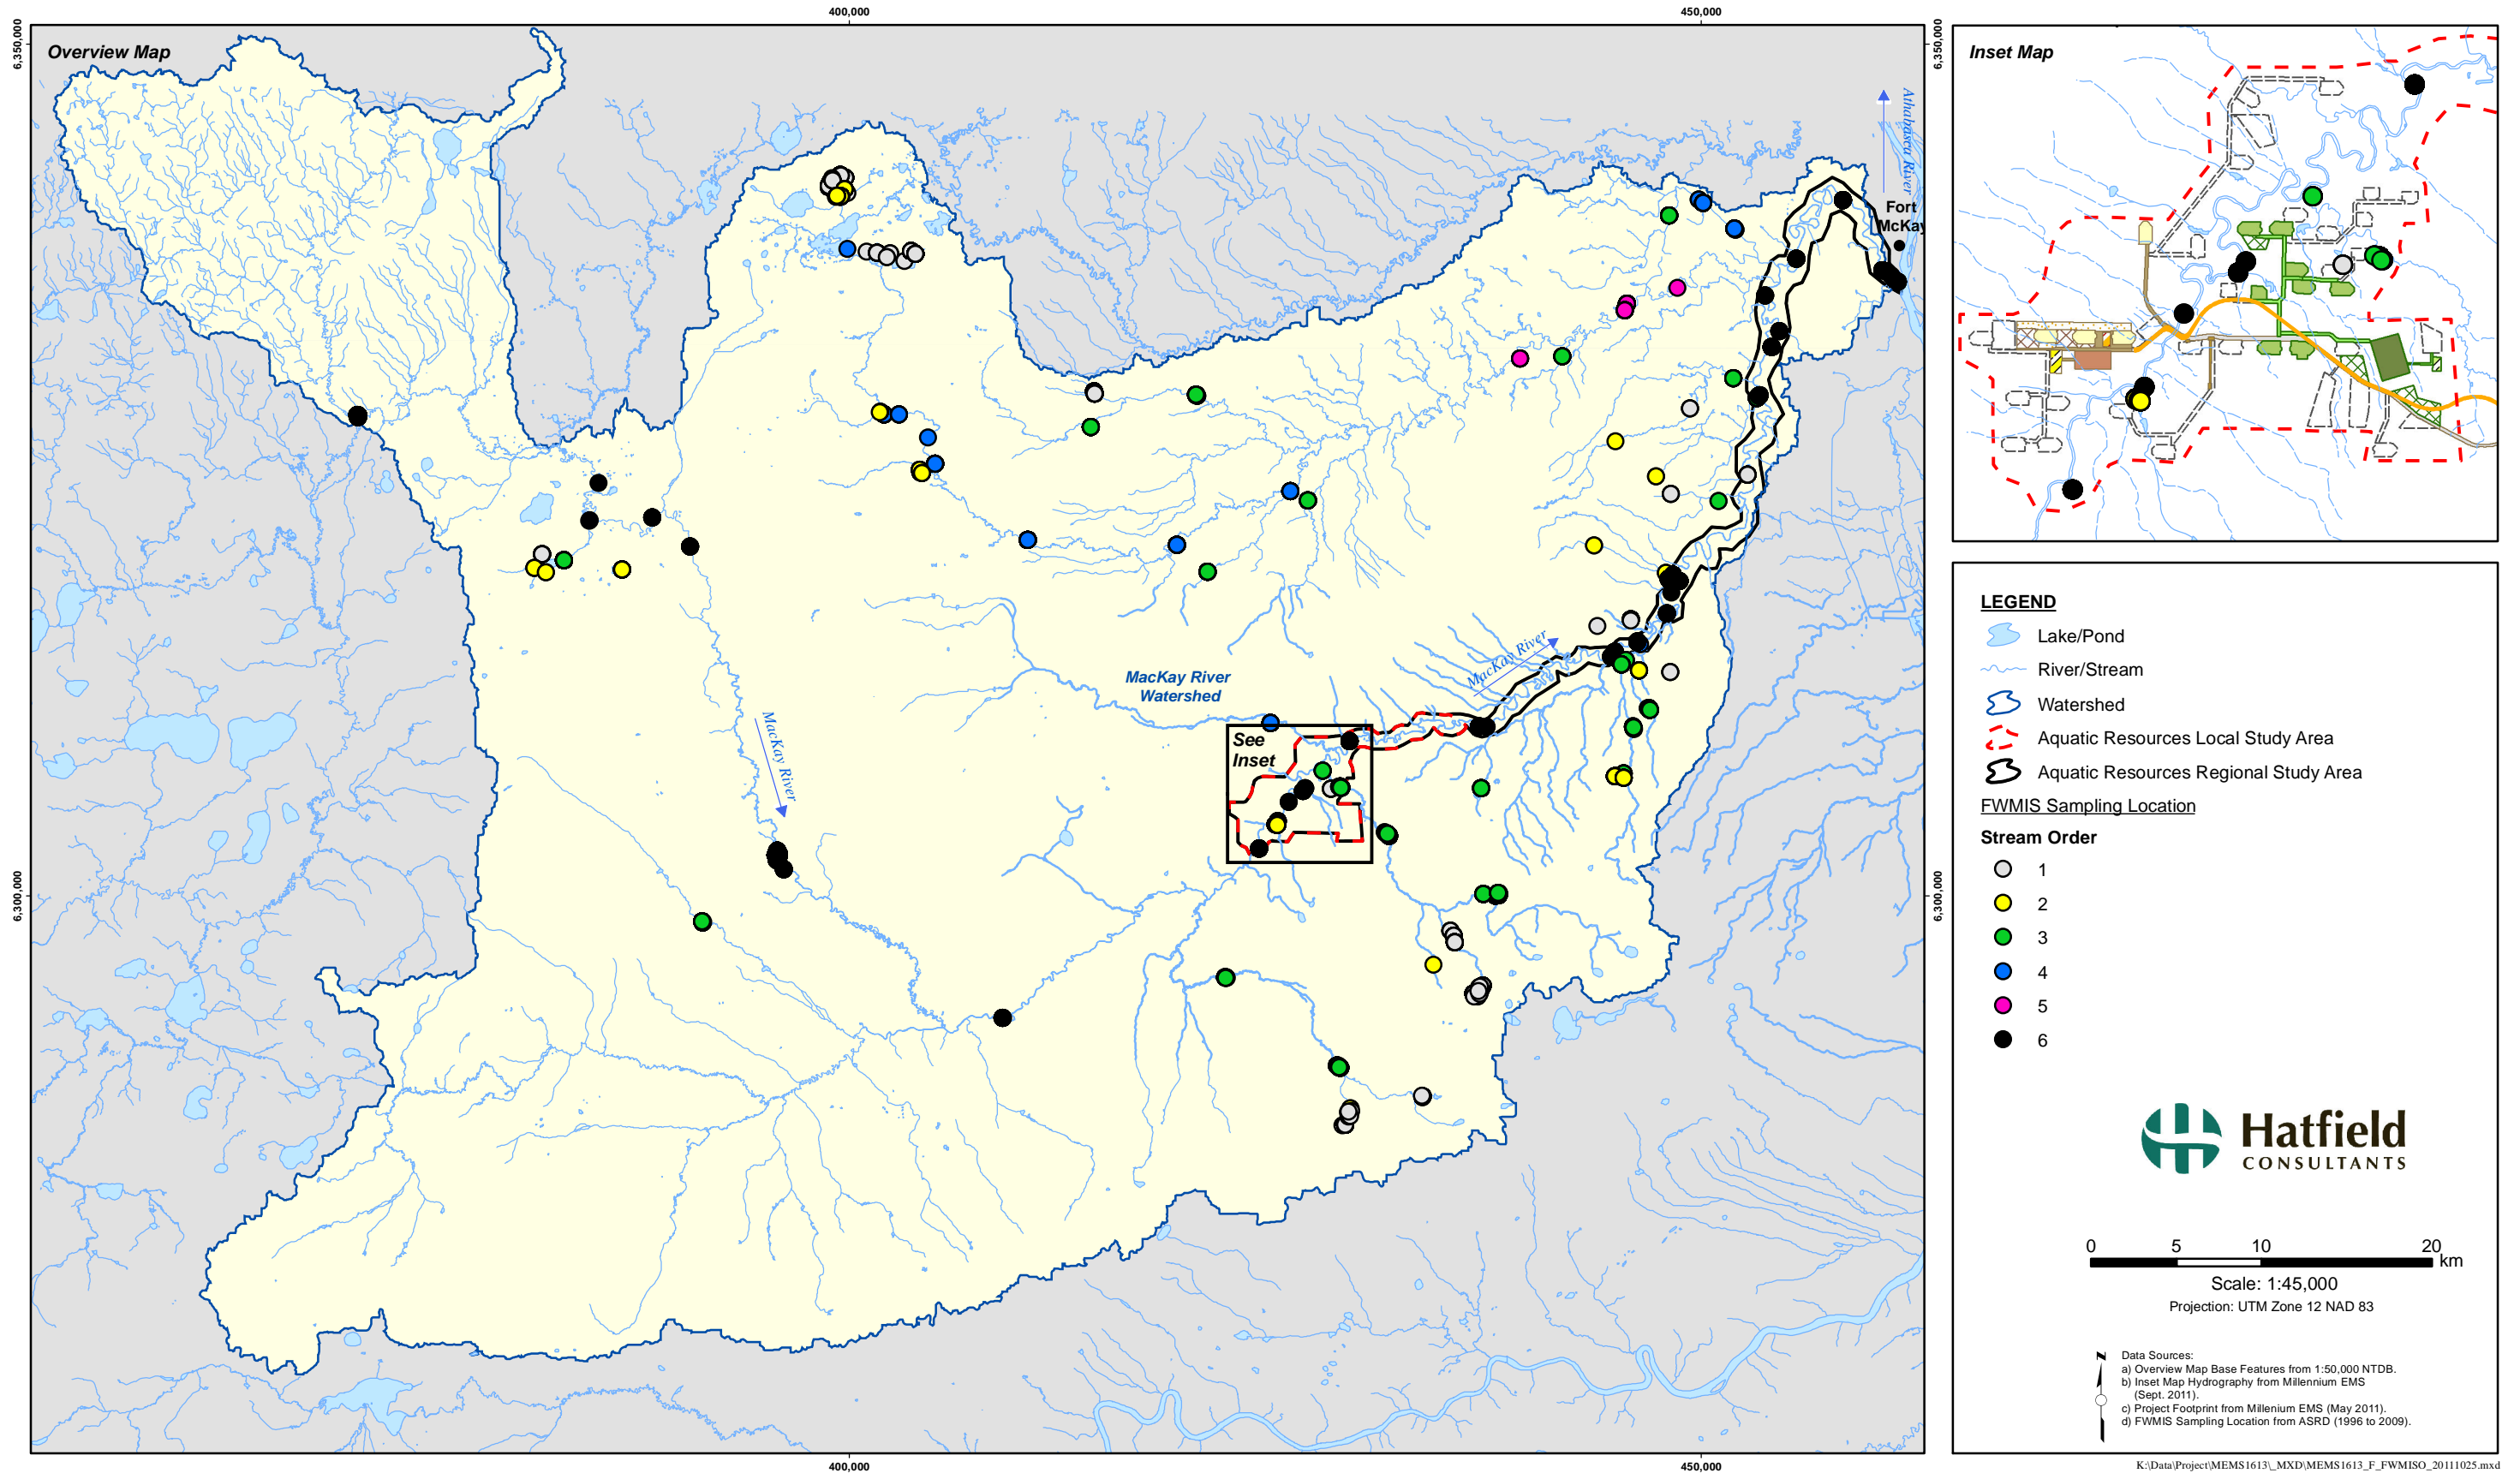 400,000
450,000
6,350,000
6,350,000
Overview Map
Inset Map
Athabasca River
Fort
McKay
MacKay River
MacKay River
Watershed
MacKay River
See
Inset
6,300,000
6,300,000
400,000
450,000
LEGEND
Lake/Pond
River/Stream
Watershed
Aquatic Resources Local Study Area
Aquatic Resources Regional Study Area
FWMIS Sampling Location
Stream Order
1
2
3
4
5
6
Hatfield
CONSULTANTS
0 5 10 20
km
Scale: 1:45,000
Projection: UTM Zone 12 NAD 83
N
Data Sources:
a) Overview Map Base Features from 1:50,000 NTDB.
b) Inset Map Hydrography from Millennium EMS
(Sept. 2011).
c) Project Footprint from Millenium EMS (May 2011).
d) FWMIS Sampling Location from ASRD (1996 to 2009).
K:\Data\Project\MEMS1613\_MXD\MEMS1613_F_FWMISO_20111025.mxd